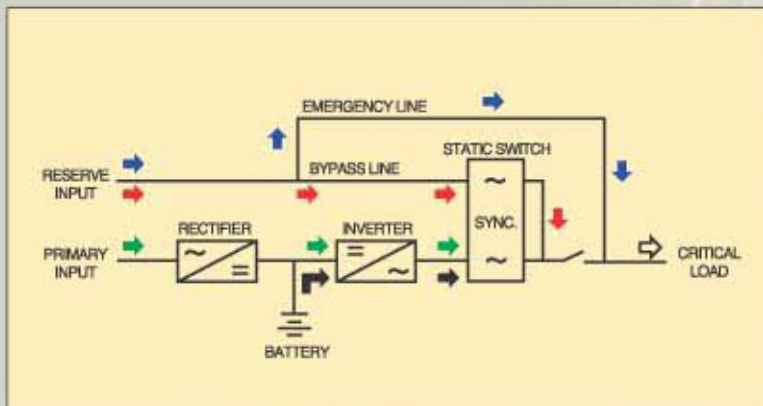 EMERGENCY LINE
STATIC SWITCH
RESERVE
INPUT
BYPASS LINE
RECTIFIER
INVERTER
SYNC.
PRIMARY
INPUT
CRITICAL
LOAD
BATTERY